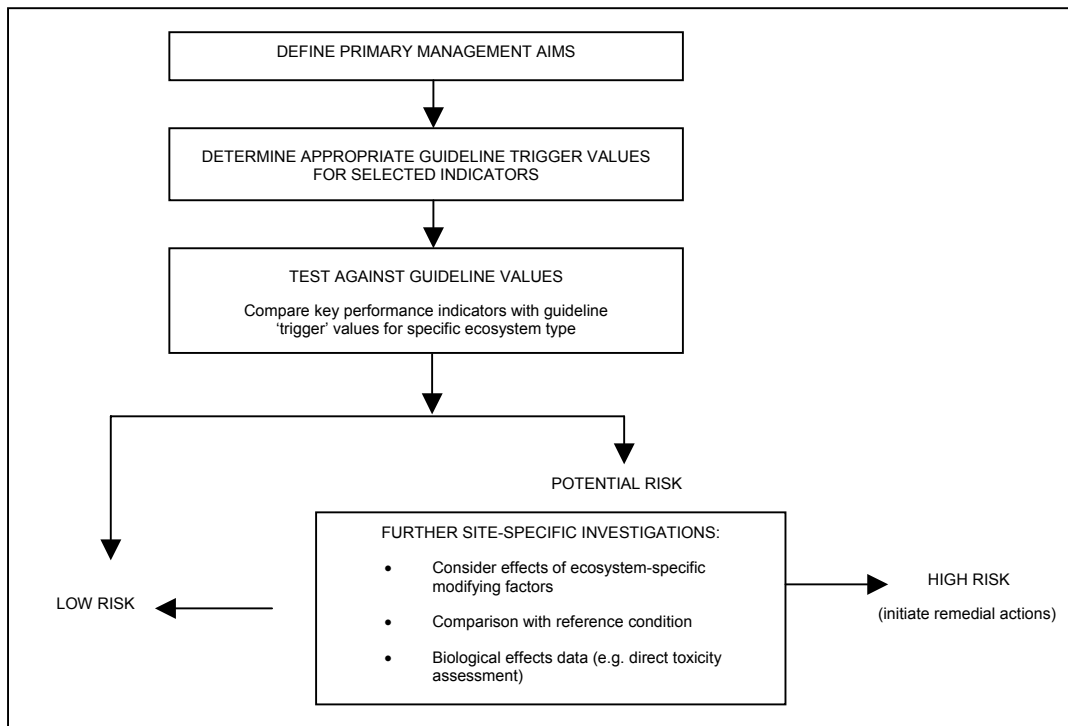 DEFINE PRIMARY MANAGEMENT AIMS
DETERMINE APPROPRIATE GUIDELINE TRIGGER VALUES
FOR SELECTED INDICATORS
TEST AGAINST GUIDELINE VALUES
Compare key performance indicators with guideline
‘trigger’ values for specific ecosystem type
POTENTIAL RISK
FURTHER SITE-SPECIFIC INVESTIGATIONS:
• Consider effects of ecosystem-specific
modifying factors
• Comparison with reference condition
• Biological effects data (e.g. direct toxicity
assessment)
LOW RISK
HIGH RISK
(initiate remedial actions)